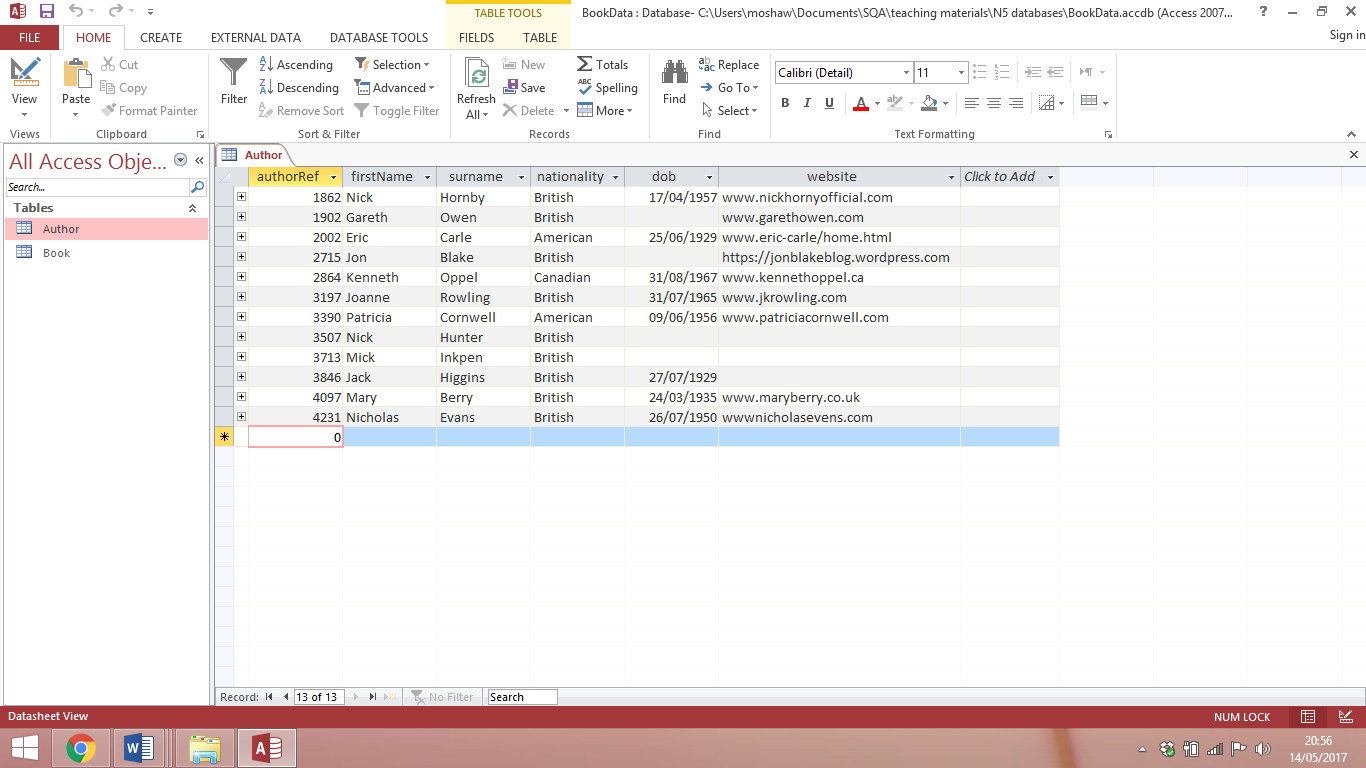 TABLE TOOLS
BookData : Database- C:\Users\moshaw\Documents\SQA\teaching materials\N5 databases\BookData.accdb (Access 2007...
FILE HOME CREATE EXTERNAL DATA DATABASE TOOLS FIELDS TABLE Sign in
View
Views
Paste
Cut
Copy
Format Painter
Clipboard
Filter
Ascending
Descending
Remove Sort
Selection
Advanced
Toggle Filter
Sort & Filter
Refresh
All
New
Save
Delete
Totals
Spelling
More
Records
Find
Replace
Go To
Select
Find
Calibri (Detail) 11
B I U A ab
Text Formatting
All Access Obje...
Search...
Tables
Author
Book
Author
authorRef firstName surname nationality dob website Click to Add
1862 Nick Hornby British 17/04/1957 www.nickhornyofficial.com
1902 Gareth Owen British www.garethowen.com
2002 Eric Carle American 25/06/1929 www.eric-carle/home.html
2715 Jon Blake British https://jonblakeblog.wordpress.com
2864 Kenneth Oppel Canadian 31/08/1967 www.kennethoppel.ca
3197 Joanne Rowling British 31/07/1965 www.jkrowling.com
3390 Patricia Cornwell American 09/06/1956 www.patriciacornwell.com
3507 Nick Hunter British
3713 Mick Inkpen British
3846 Jack Higgins British 27/07/1929
4097 Mary Berry British 24/03/1935 www.maryberry.co.uk
4231 Nicholas Evans British 26/07/1950 wwwnicholasevens.com
0
Record: 13 of 13 No Filter Search
Datasheet View NUM LOCK
20:56
14/05/2017